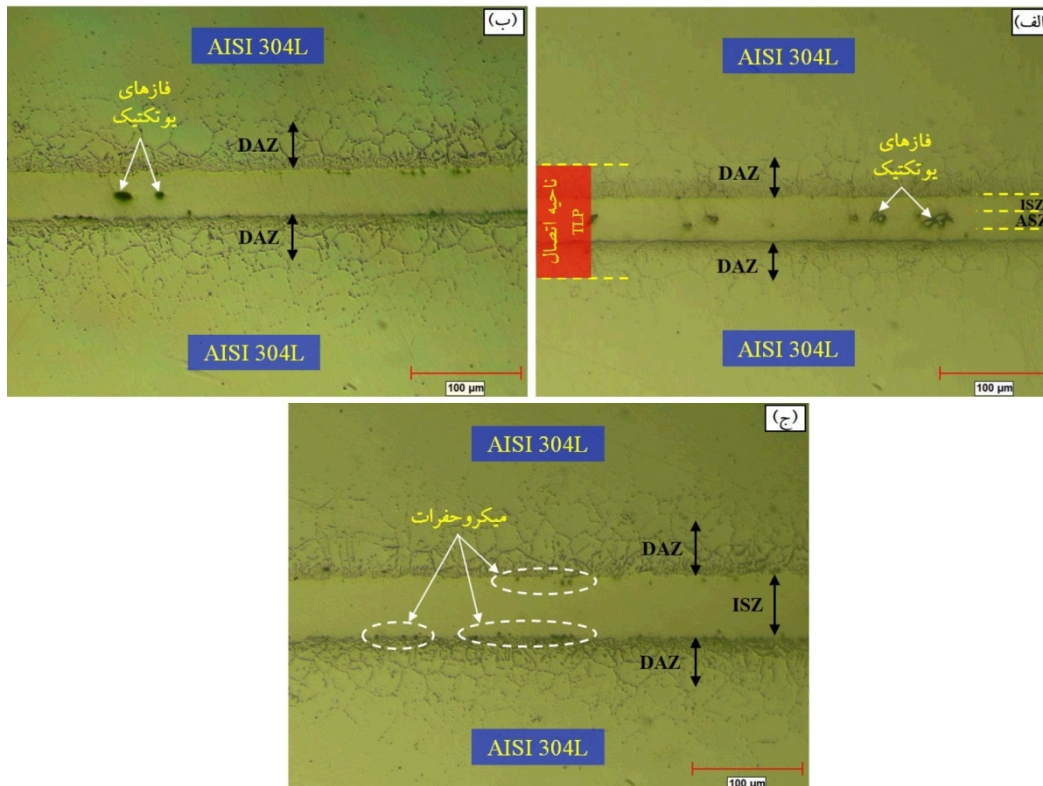 الف)
AISI 304L
فازهای
یوتکتیک
DAZ
ISZ
ASZ
ناحیه اتصال
TLP
DAZ
AISI 304L
100 µm
(ب)
AISI 304L
فازهای
یوتکتیک
DAZ
DAZ
AISI 304L
100 µm
(ج)
AISI 304L
میکروحفرات
DAZ
ISZ
DAZ
AISI 304L
100 µm